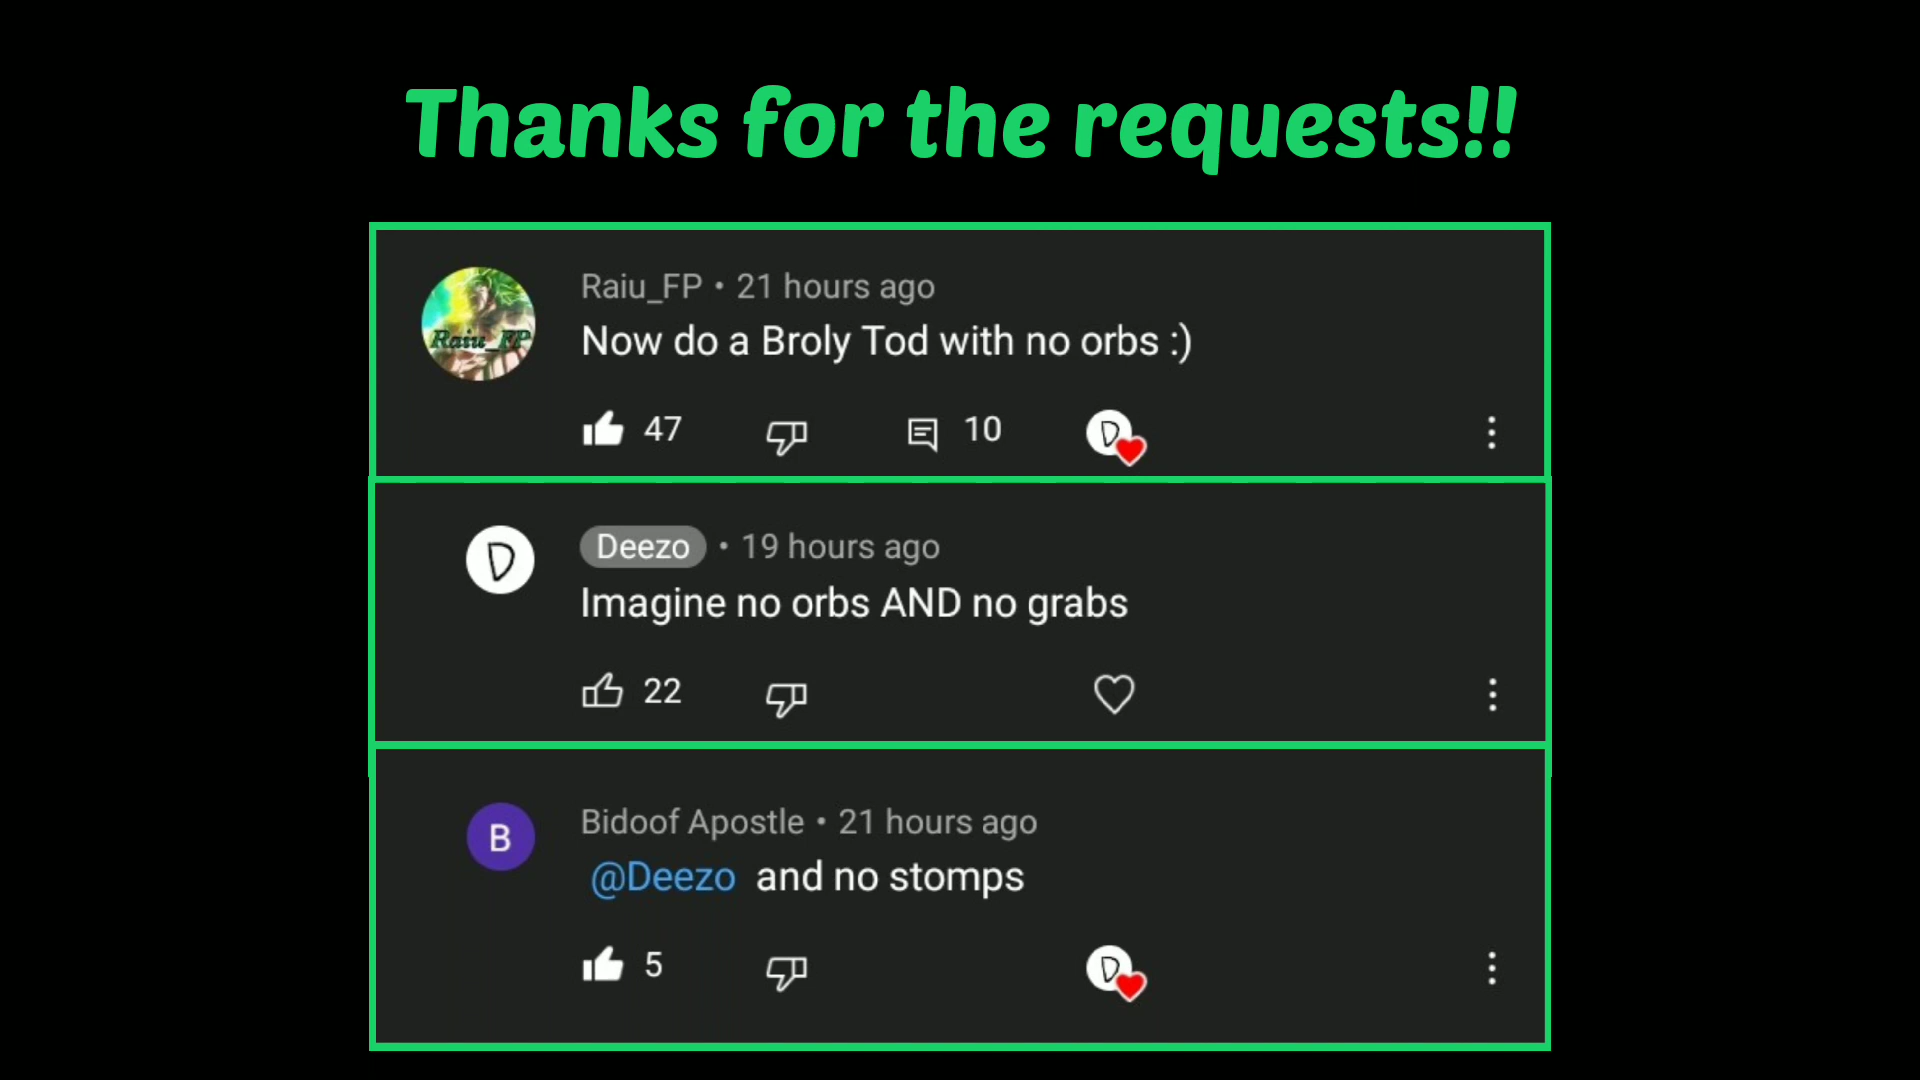 Thanks for the requests!!
Raiu_FP • 21 hours ago
Raiu_FP
Now do a Broly Tod with no orbs :)
47
10
D
D
Deezo • 19 hours ago
Imagine no orbs AND no grabs
22
B
Bidoof Apostle • 21 hours ago
@Deezo and no stomps
5
D